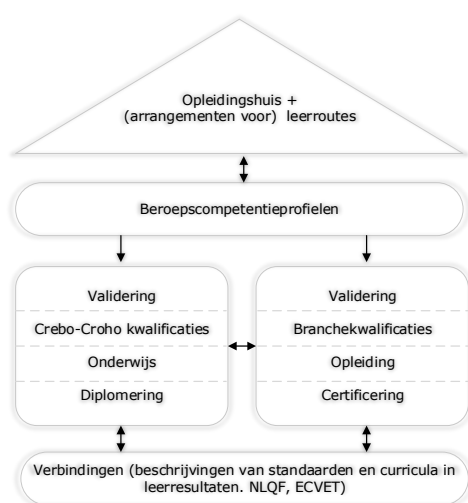 Opleidingshuis +
(arrangementen voor) leerroutes
Beroepscompetentieprofielen
Validering
Crebo-Croho kwalificaties
Onderwijs
Diplomering
Validering
Branchekwalificaties
Opleiding
Certificering
Verbindingen (beschrijvingen van standaarden en curricula in
leerresultaten. NLQF, ECVET)